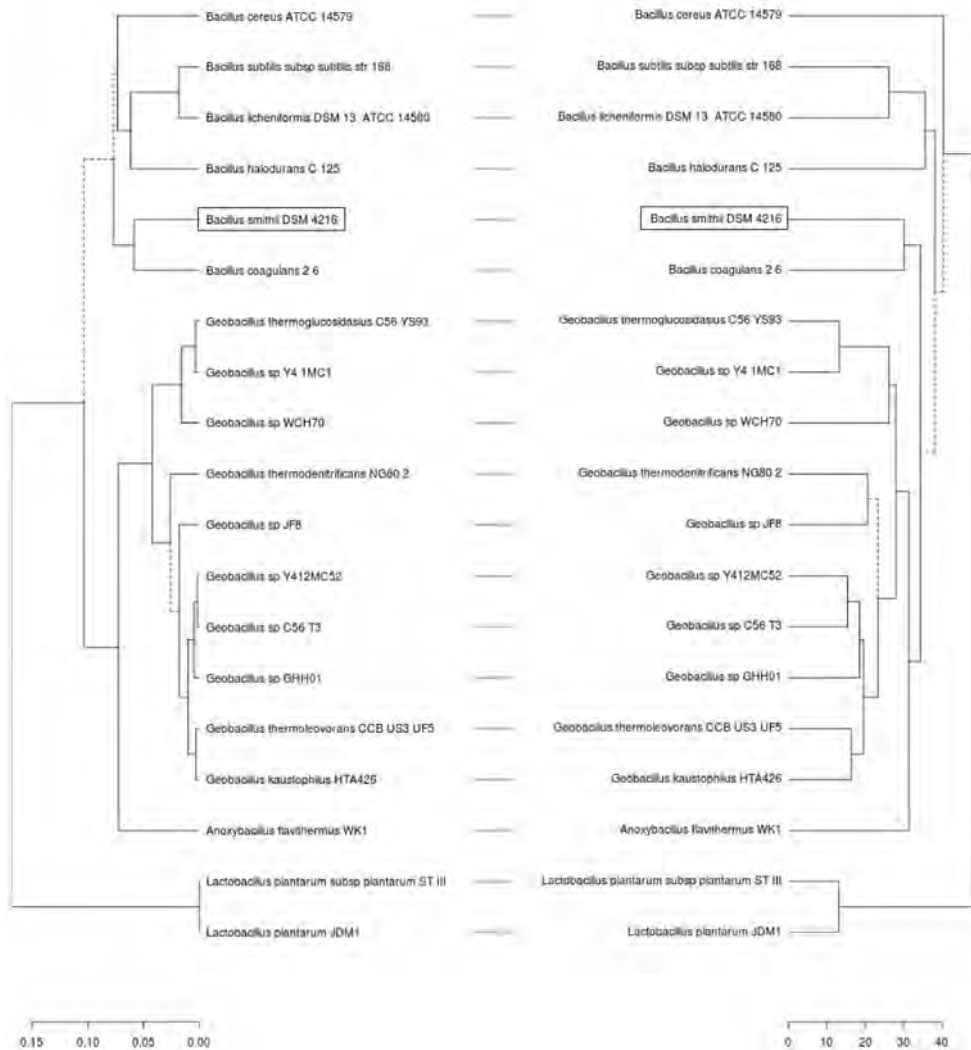 Bacillus cereus ATCC 14579 Bacillus cereus ATCC 14579
Bacillus subtilis subsp subtilis str 168 Bacillus subtilis subsp subtilis str 168
Bacillus licheniformis DSM 13 ATCC 14580 Bacillus licheniformis DSM 13 ATCC 14580
Bacillus halodurans C 125 Bacillus halodurans C 125
Bacillus smithii DSM 4216 Bacillus smithii DSM 4216
Bacillus coagulans 2 6 Bacillus coagulans 2 6
Geobacillus thermoglucosidasius C56 YS93 Geobacillus thermoglucosidasius C56 YS93
Geobacillus sp Y4 1MC1 Geobacillus sp Y4 1MC1
Geobacillus sp WCH70 Geobacillus sp WCH70
Geobacillus thermodenitrificans NG80 2 Geobacillus thermodenitrificans NG80 2
Geobacillus sp JF8 Geobacillus sp JF8
Geobacillus sp Y412MC52 Geobacillus sp Y412MC52
Geobacillus sp C56 T3 Geobacillus sp C56 T3
Geobacillus sp GHH01 Geobacillus sp GHH01
Geobacillus thermoleovorans CCB US3 UF5 Geobacillus thermoleovorans CCB US3 UF5
Geobacillus kaustophilus HTA426 Geobacillus kaustophilus HTA426
Anoxybacillus flavithermus WK1 Anoxybacillus flavithermus WK1
Lactobacillus plantarum subsp plantarum ST III Lactobacillus plantarum subsp plantarum ST III
Lactobacillus plantarum JDM1 Lactobacillus plantarum JDM1
0.15 0.10 0.05 0.00 0 10 20 30 40